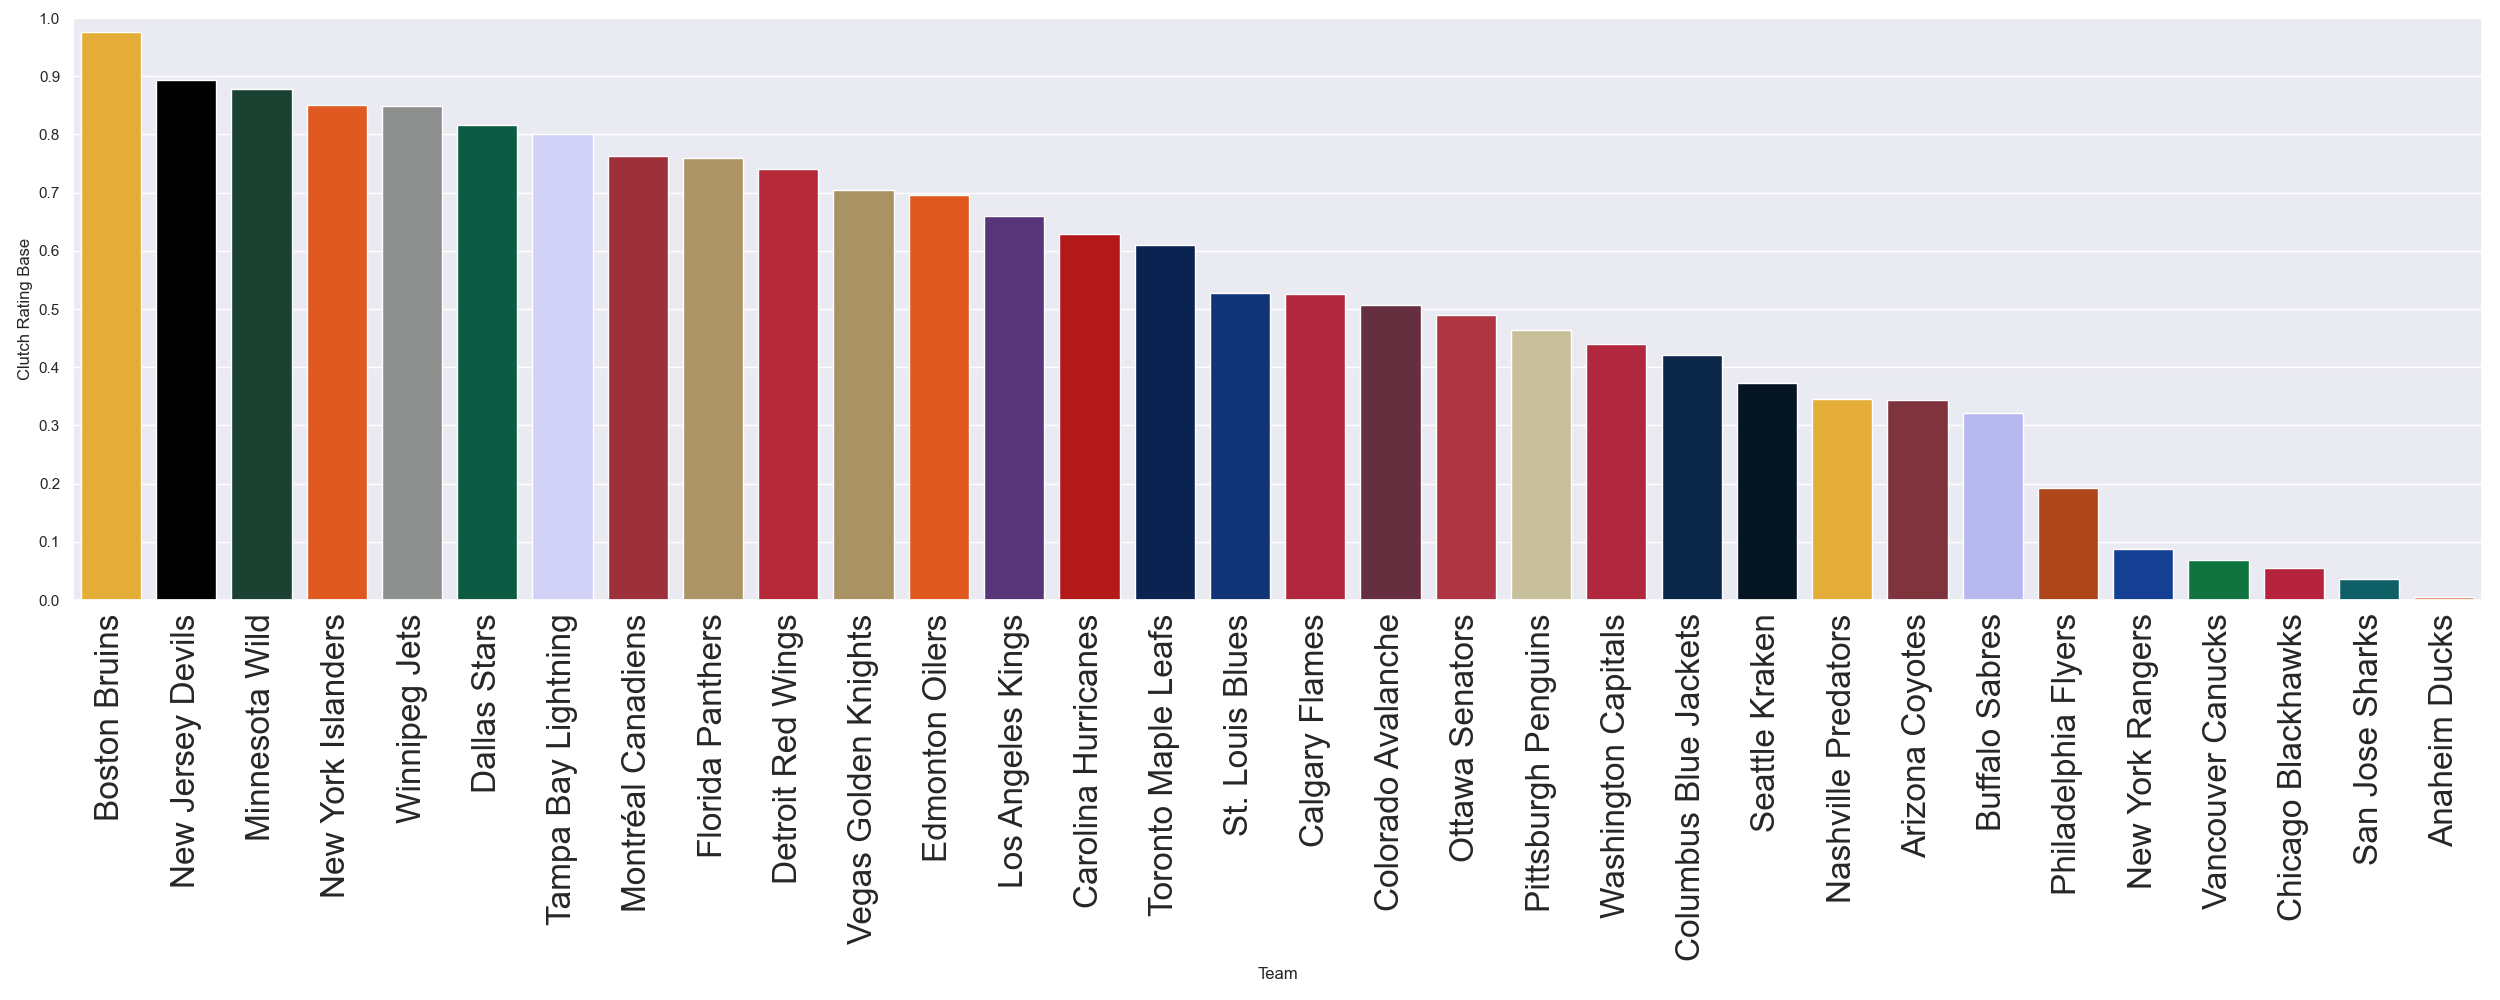 1.0
0.9
0.8
0.7
0.6
0.5
0.4
0.3
0.2
0.1
0.0
Clutch Rating Base
Boston Bruins
New Jersey Devils
Minnesota Wild
New York Islanders
Winnipeg Jets
Dallas Stars
Tampa Bay Lightning
Montréal Canadiens
Florida Panthers
Detroit Red Wings
Vegas Golden Knights
Edmonton Oilers
Los Angeles Kings
Carolina Hurricanes
Toronto Maple Leafs
St. Louis Blues
Calgary Flames
Colorado Avalanche
Ottawa Senators
Pittsburgh Penguins
Washington Capitals
Columbus Blue Jackets
Seattle Kraken
Nashville Predators
Arizona Coyotes
Buffalo Sabres
Philadelphia Flyers
New York Rangers
Vancouver Canucks
Chicago Blackhawks
San Jose Sharks
Anaheim Ducks
Team